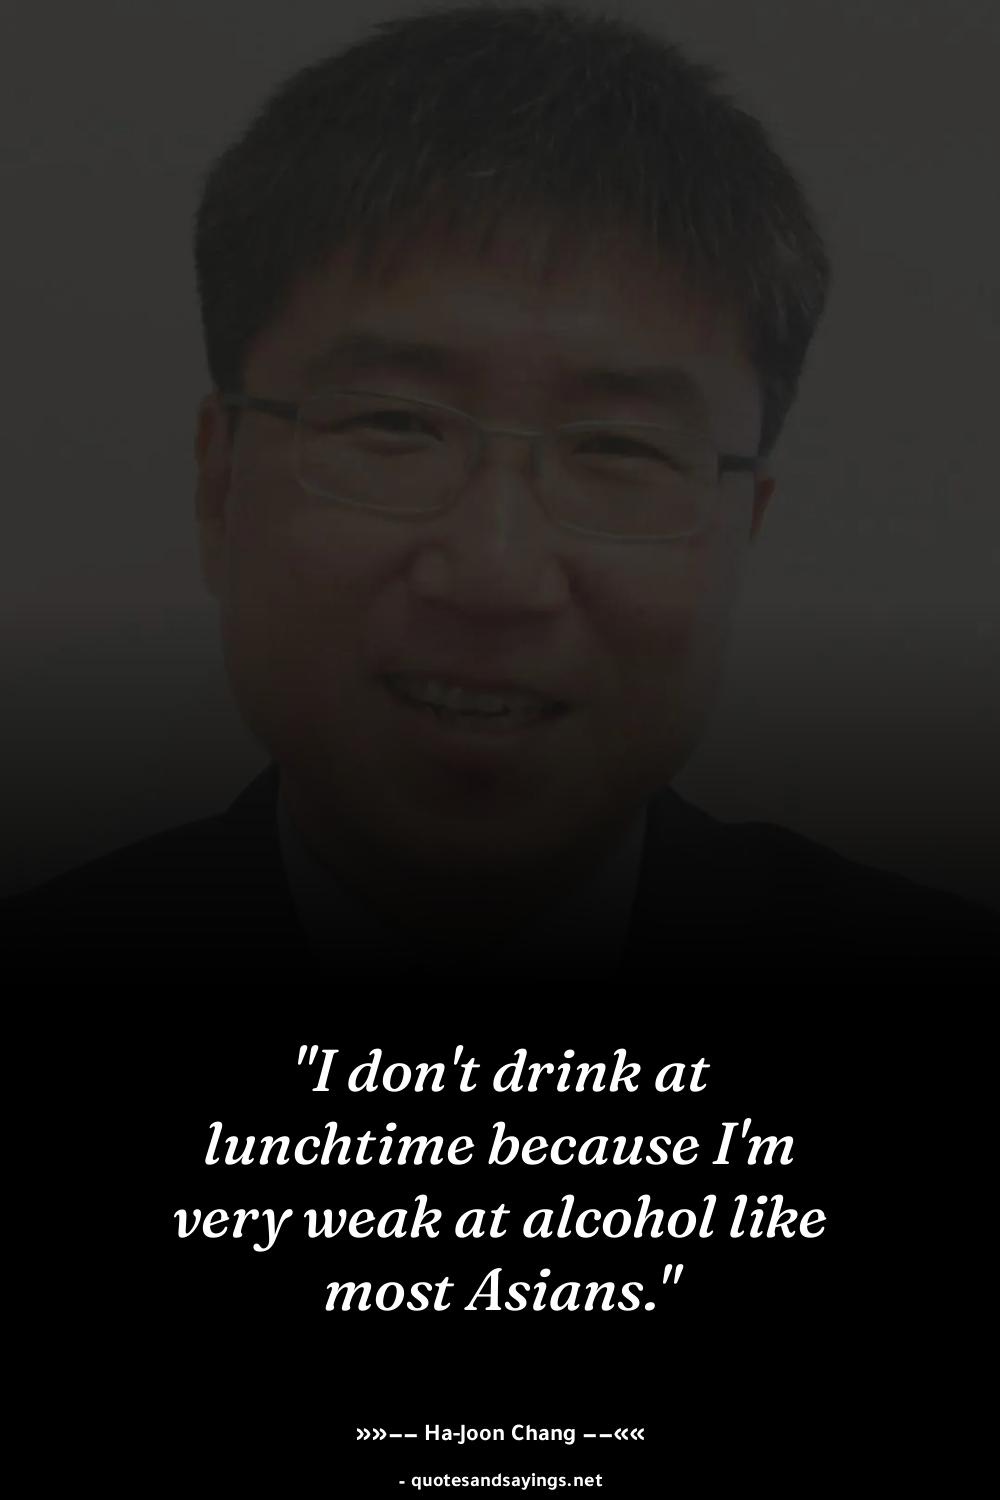 "I don't drink at
lunchtime because I'm
very weak at alcohol like
most Asians."
»»–– Ha-Joon Chang ––««
- quotesandsayings.net